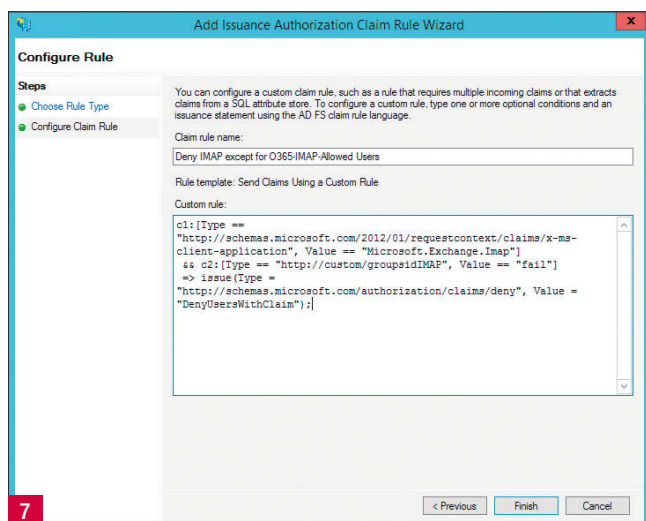 Add Issuance Authorization Claim Rule Wizard
x
Configure Rule
Steps
Choose Rule Type
Configure Claim Rule
You can configure a custom claim rule, such as a rule that requires multiple incoming claims or that extracts
claims from a SQL attribute store. To configure a custom rule, type one or more optional conditions and an
issuance statement using the AD FS claim rule language.
Claim rule name:
Deny IMAP except for O365-IMAP-Allowed Users
Rule template: Send Claims Using a Custom Rule
Custom rule:
c1:[Type ==
"http://schemas.microsoft.com/2012/01/requestcontext/claims/x-ms-
client-application", Value == "Microsoft.Exchange.Imap"]
&& c2:[Type == "http://custom/groupsidIMAP", Value == "fail"]
=> issue(Type =
"http://schemas.microsoft.com/authorization/claims/deny", Value =
"DenyUsersWithClaim");
< Previous
Finish
Cancel
7